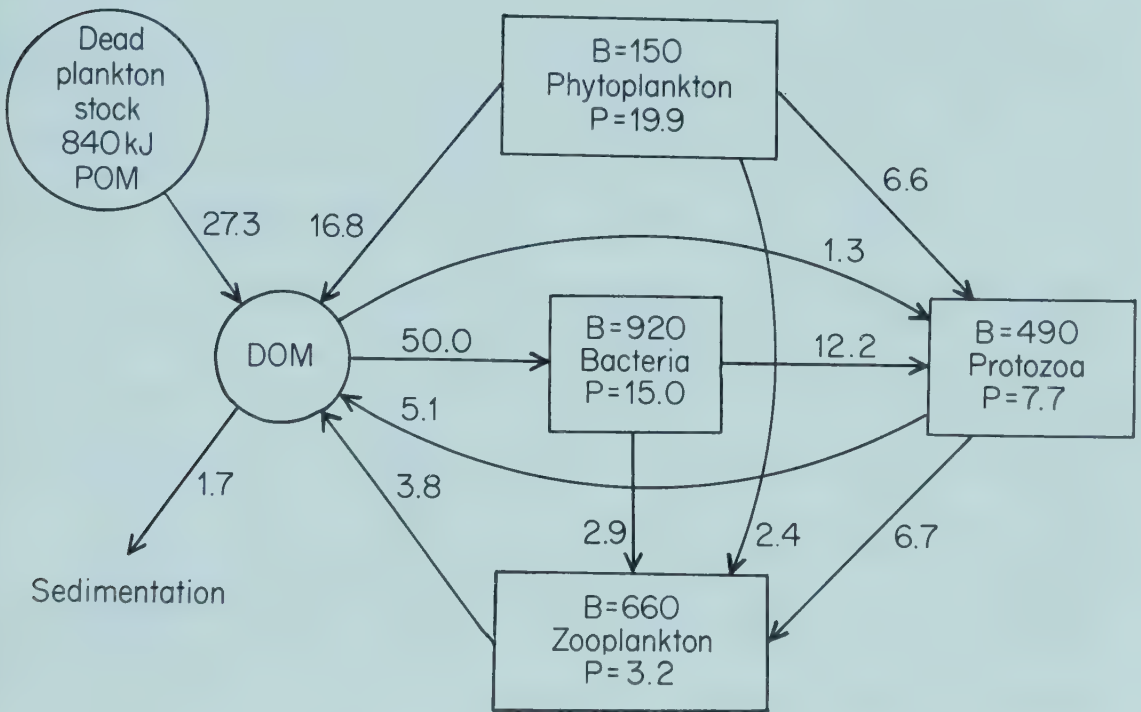 Dead
plankton
stock
840 kJ
POM
B=150
Phytoplankton
P=19.9
27.3
16.8
6.6
1.3
DOM
50.0
B=920
Bacteria
P=15.0
12.2
B=490
Protozoa
P=7.7
5.1
1.7
3.8
2.9
2.4
6.7
Sedimentation
B=660
Zooplankton
P=3.2